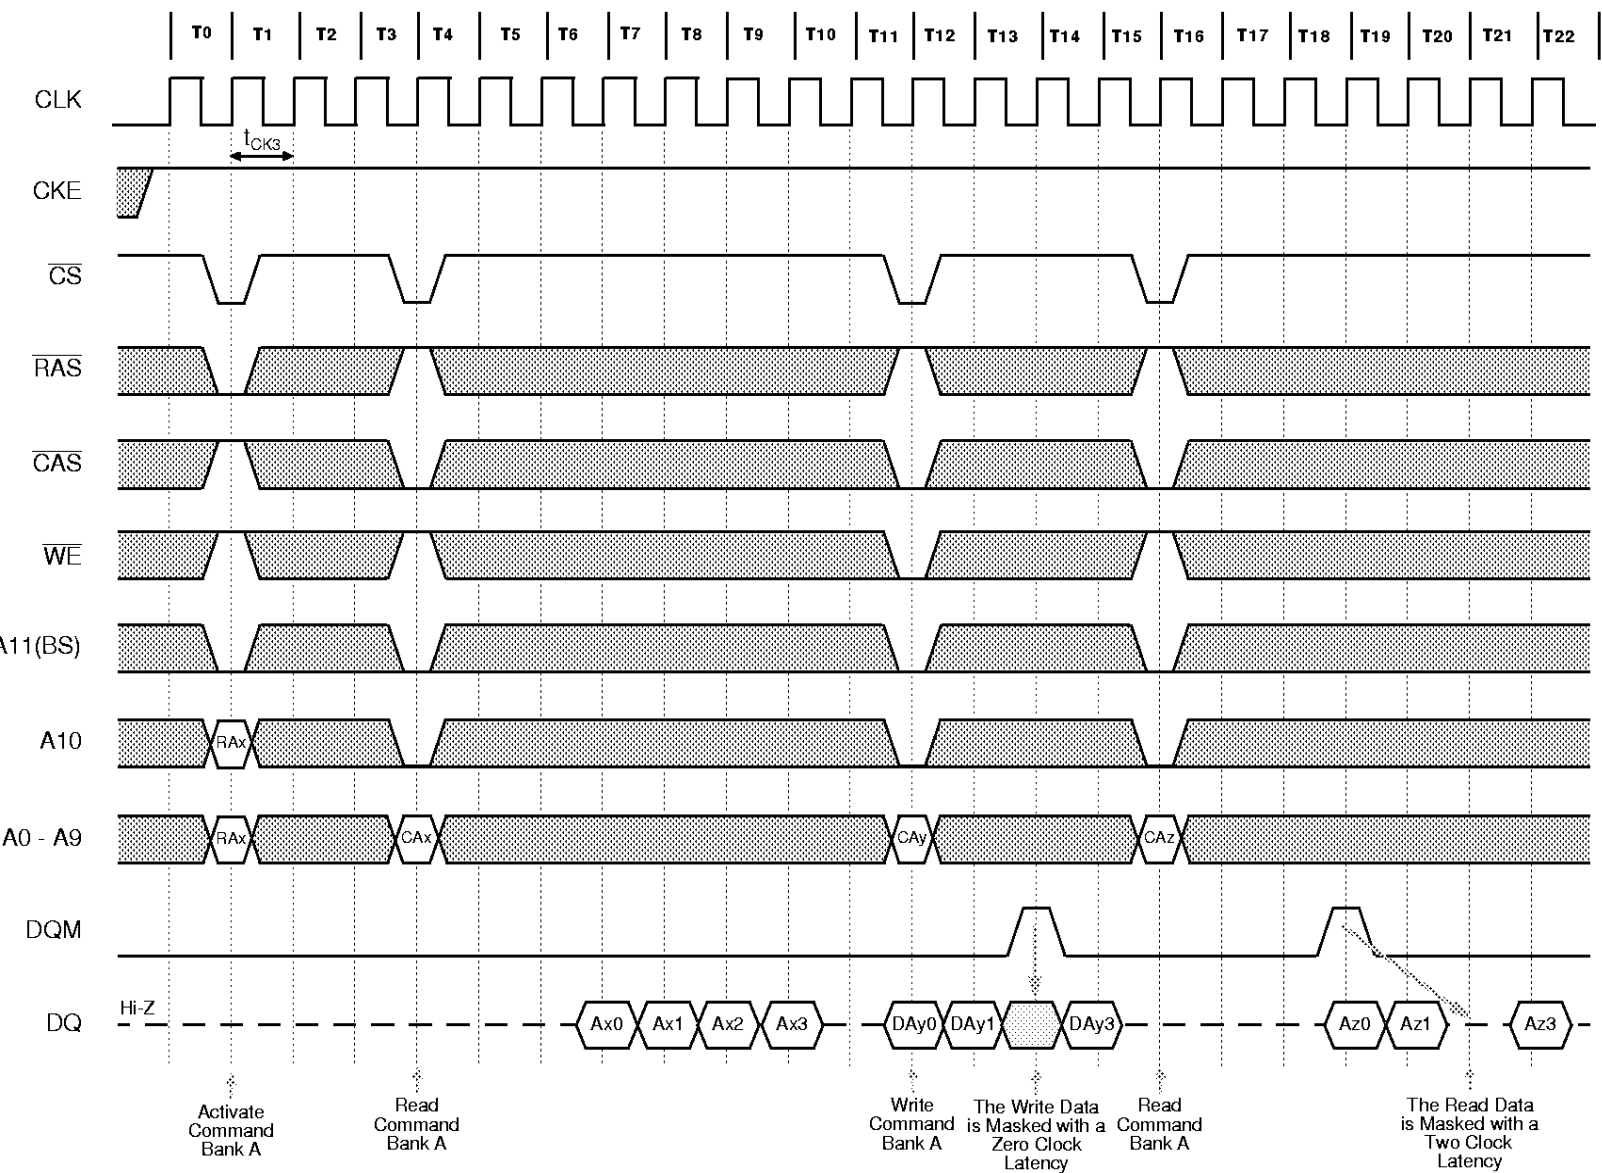 T0 T1 T2 T3 T4 T5 T6 T7 T8 T9 T10 T11 T12 T13 T14 T15 T16 T17 T18 T19 T20 T21 T22
CLK
tCK3
CKE
CS
RAS
CAS
WE
A11(BS)
A10 RAx
A0 - A9 RAx CAx CAy CAz
DQM
DQ Hi-Z Ax0 Ax1 Ax2 Ax3 DAy0 DAy1 DAy3 Az0 Az1 Az3
Activate
Command
Bank A
Read
Command
Bank A
Write
Command
Bank A
The Write Data
is Masked with a
Zero Clock
Latency
Read
Command
Bank A
The Read Data
is Masked with a
Two Clock
Latency